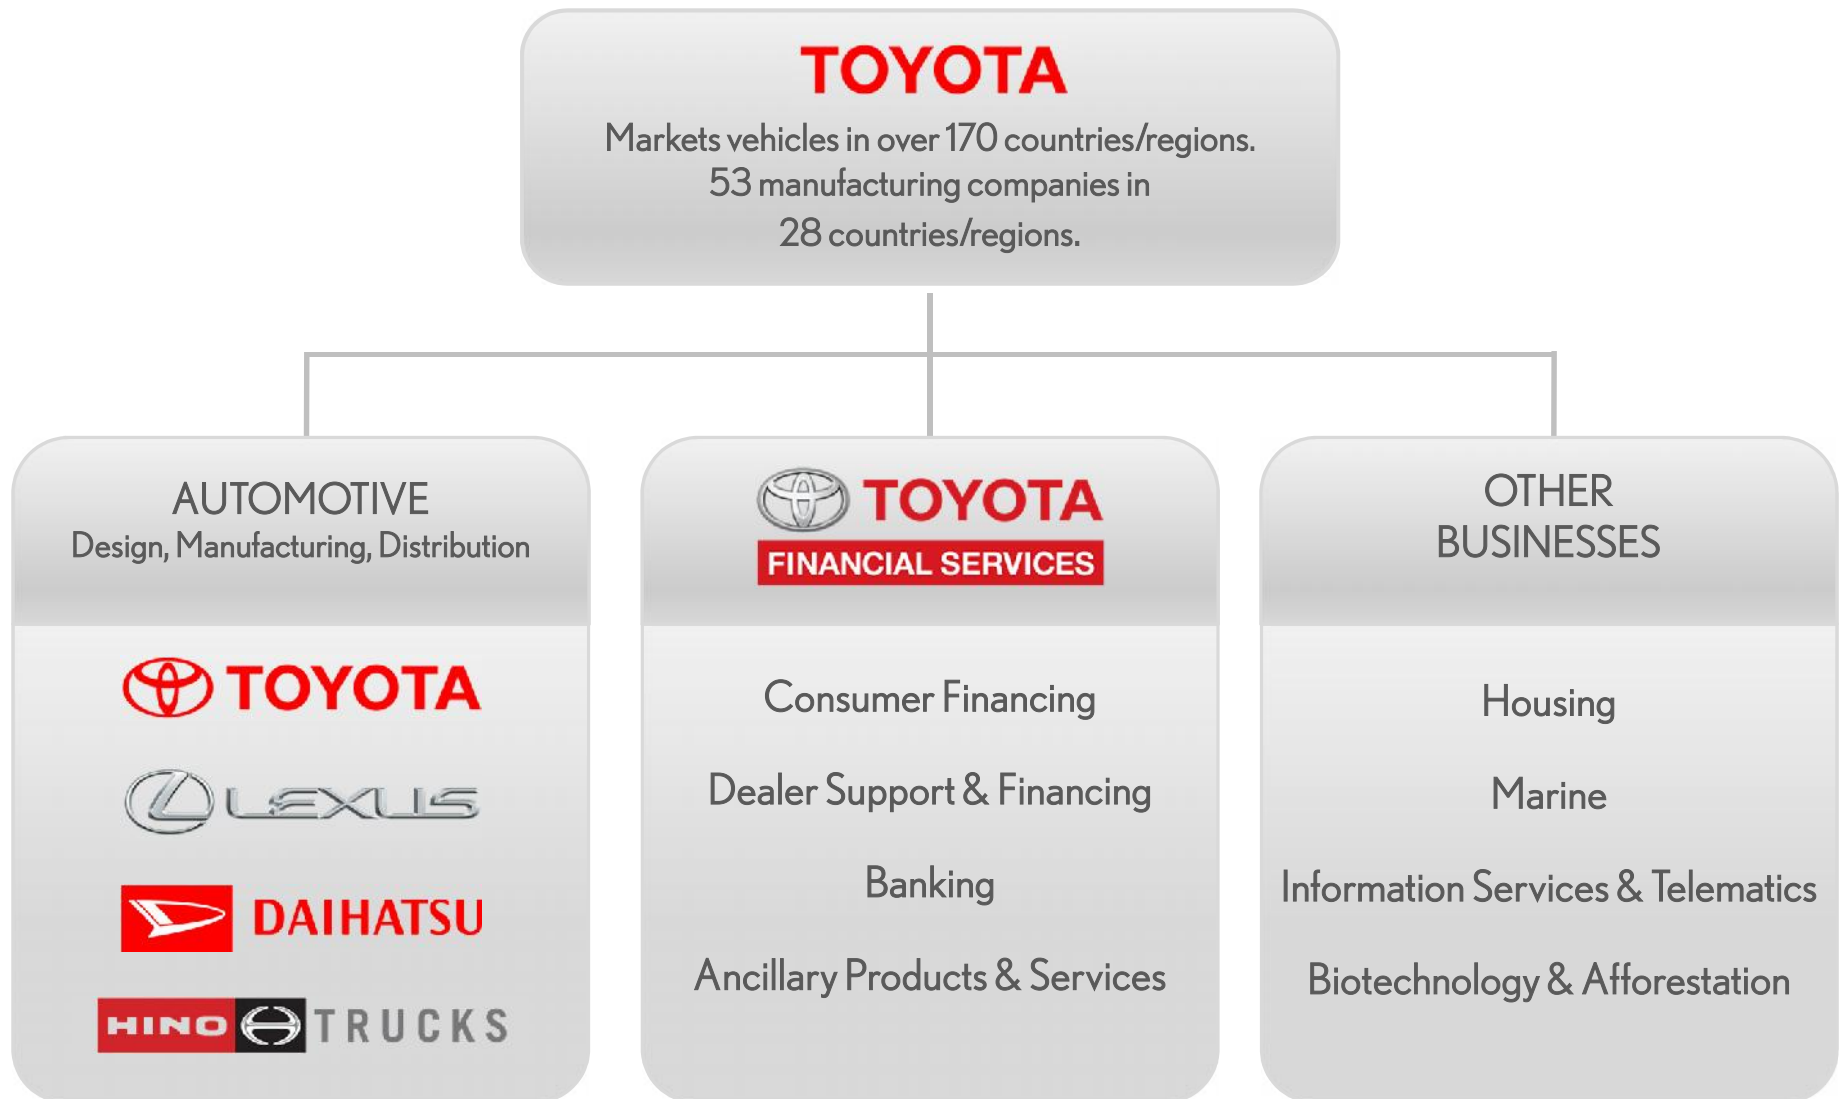 TOYOTA
Markets vehicles in over 170 countries/regions.
53 manufacturing companies in
28 countries/regions.
AUTOMOTIVE
Design, Manufacturing, Distribution
TOYOTA
LEXUS
DAIHATSU
HINO TRUCKS
TOYOTA
FINANCIAL SERVICES
Consumer Financing
Dealer Support & Financing
Banking
Ancillary Products & Services
OTHER
BUSINESSES
Housing
Marine
Information Services & Telematics
Biotechnology & Afforestation